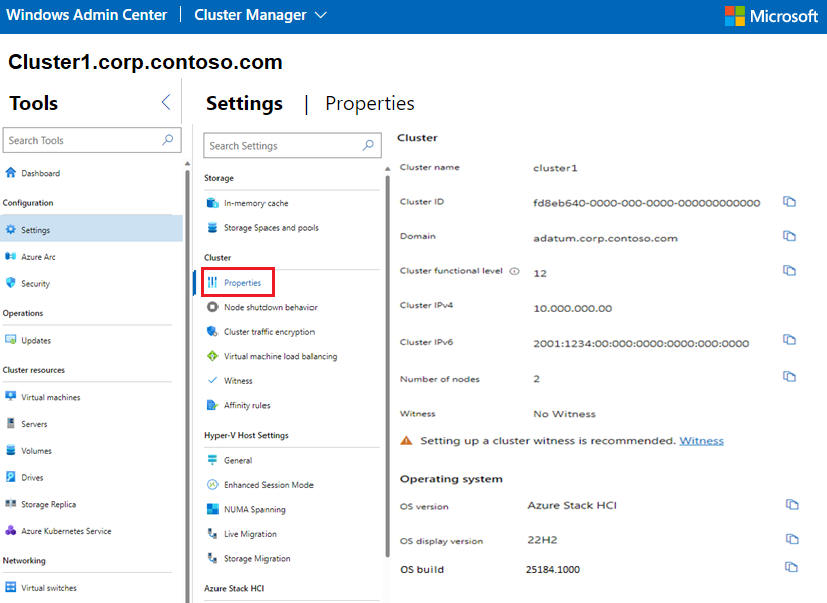 Windows Admin Center | Cluster Manager
Microsoft
Cluster1.corp.contoso.com
Tools
Search Tools
Dashboard
Configuration
Settings
Azure Arc
Security
Operations
Updates
Cluster resources
Virtual machines
Servers
Volumes
Drives
Storage Replica
Azure Kubernetes Service
Networking
Virtual switches
Settings | Properties
Search Settings
Storage
In-memory cache
Storage Spaces and pools
Cluster
Properties
Node shutdown behavior
Cluster traffic encryption
Virtual machine load balancing
Witness
Affinity rules
Hyper-V Host Settings
General
Enhanced Session Mode
NUMA Spanning
Live Migration
Storage Migration
Azure Stack HCI
Cluster
Cluster name cluster1
Cluster ID fd8eb640-0000-000-0000-000000000000
Domain adatum.corp.contoso.com
Cluster functional level 12
Cluster IPv4 10.000.000.00
Cluster IPv6 2001:1234:00:000:0000:0000:000:0000
Number of nodes 2
Witness No Witness
Setting up a cluster witness is recommended. Witness
Operating system
OS version Azure Stack HCI
OS display version 22H2
OS build 25184.1000